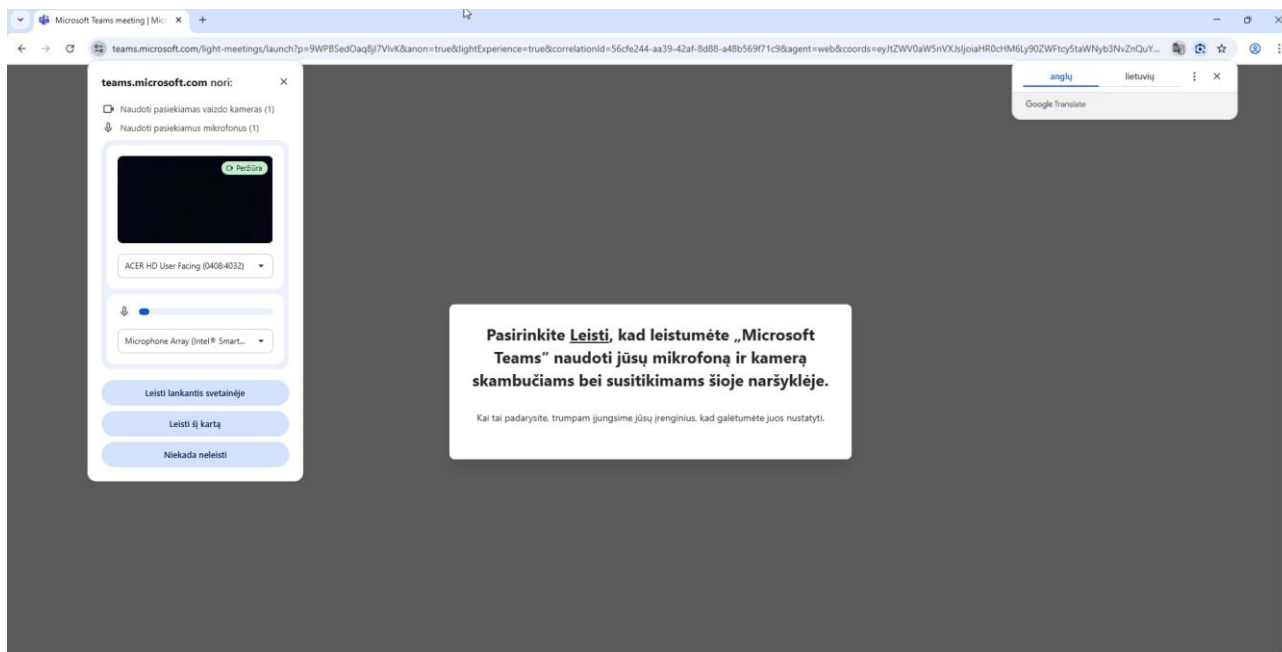 Microsoft Teams meeting | Mic
teams.microsoft.com/light-meetings/launch?p=9WPBSedOaq8jI7VIvK&anon=true&lightExperience=true&correlationId=56cfe244-aa39-42af-8d88-a48b569f71c9&agent=web&coords=eyJtZWV0aW5nVXJsIjoiaHR0cHM6Ly90ZWFtcy5taWNyb3NvZnQuY...
teams.microsoft.com nori:
Naudoti pasiekiamas vaizdo kameras (1)
Naudoti pasiekiamus mikrofonus (1)
Peržiūra
ACER HD User Facing (0408:4032)
Microphone Array (Intel® Smart...
Leisti lankantis svetainėje
Leisti šį kartą
Niekada neleisti
anglų lietuvių
Google Translate
Pasirinkite Leisti, kad leistumėte „Microsoft
Teams“ naudoti jūsų mikrofoną ir kamerą
skambučiams bei susitikimams šioje naršyklėje.
Kai tai padarysite, trumpam įjungsime jūsų įrenginius, kad galėtumėte juos nustatyti.